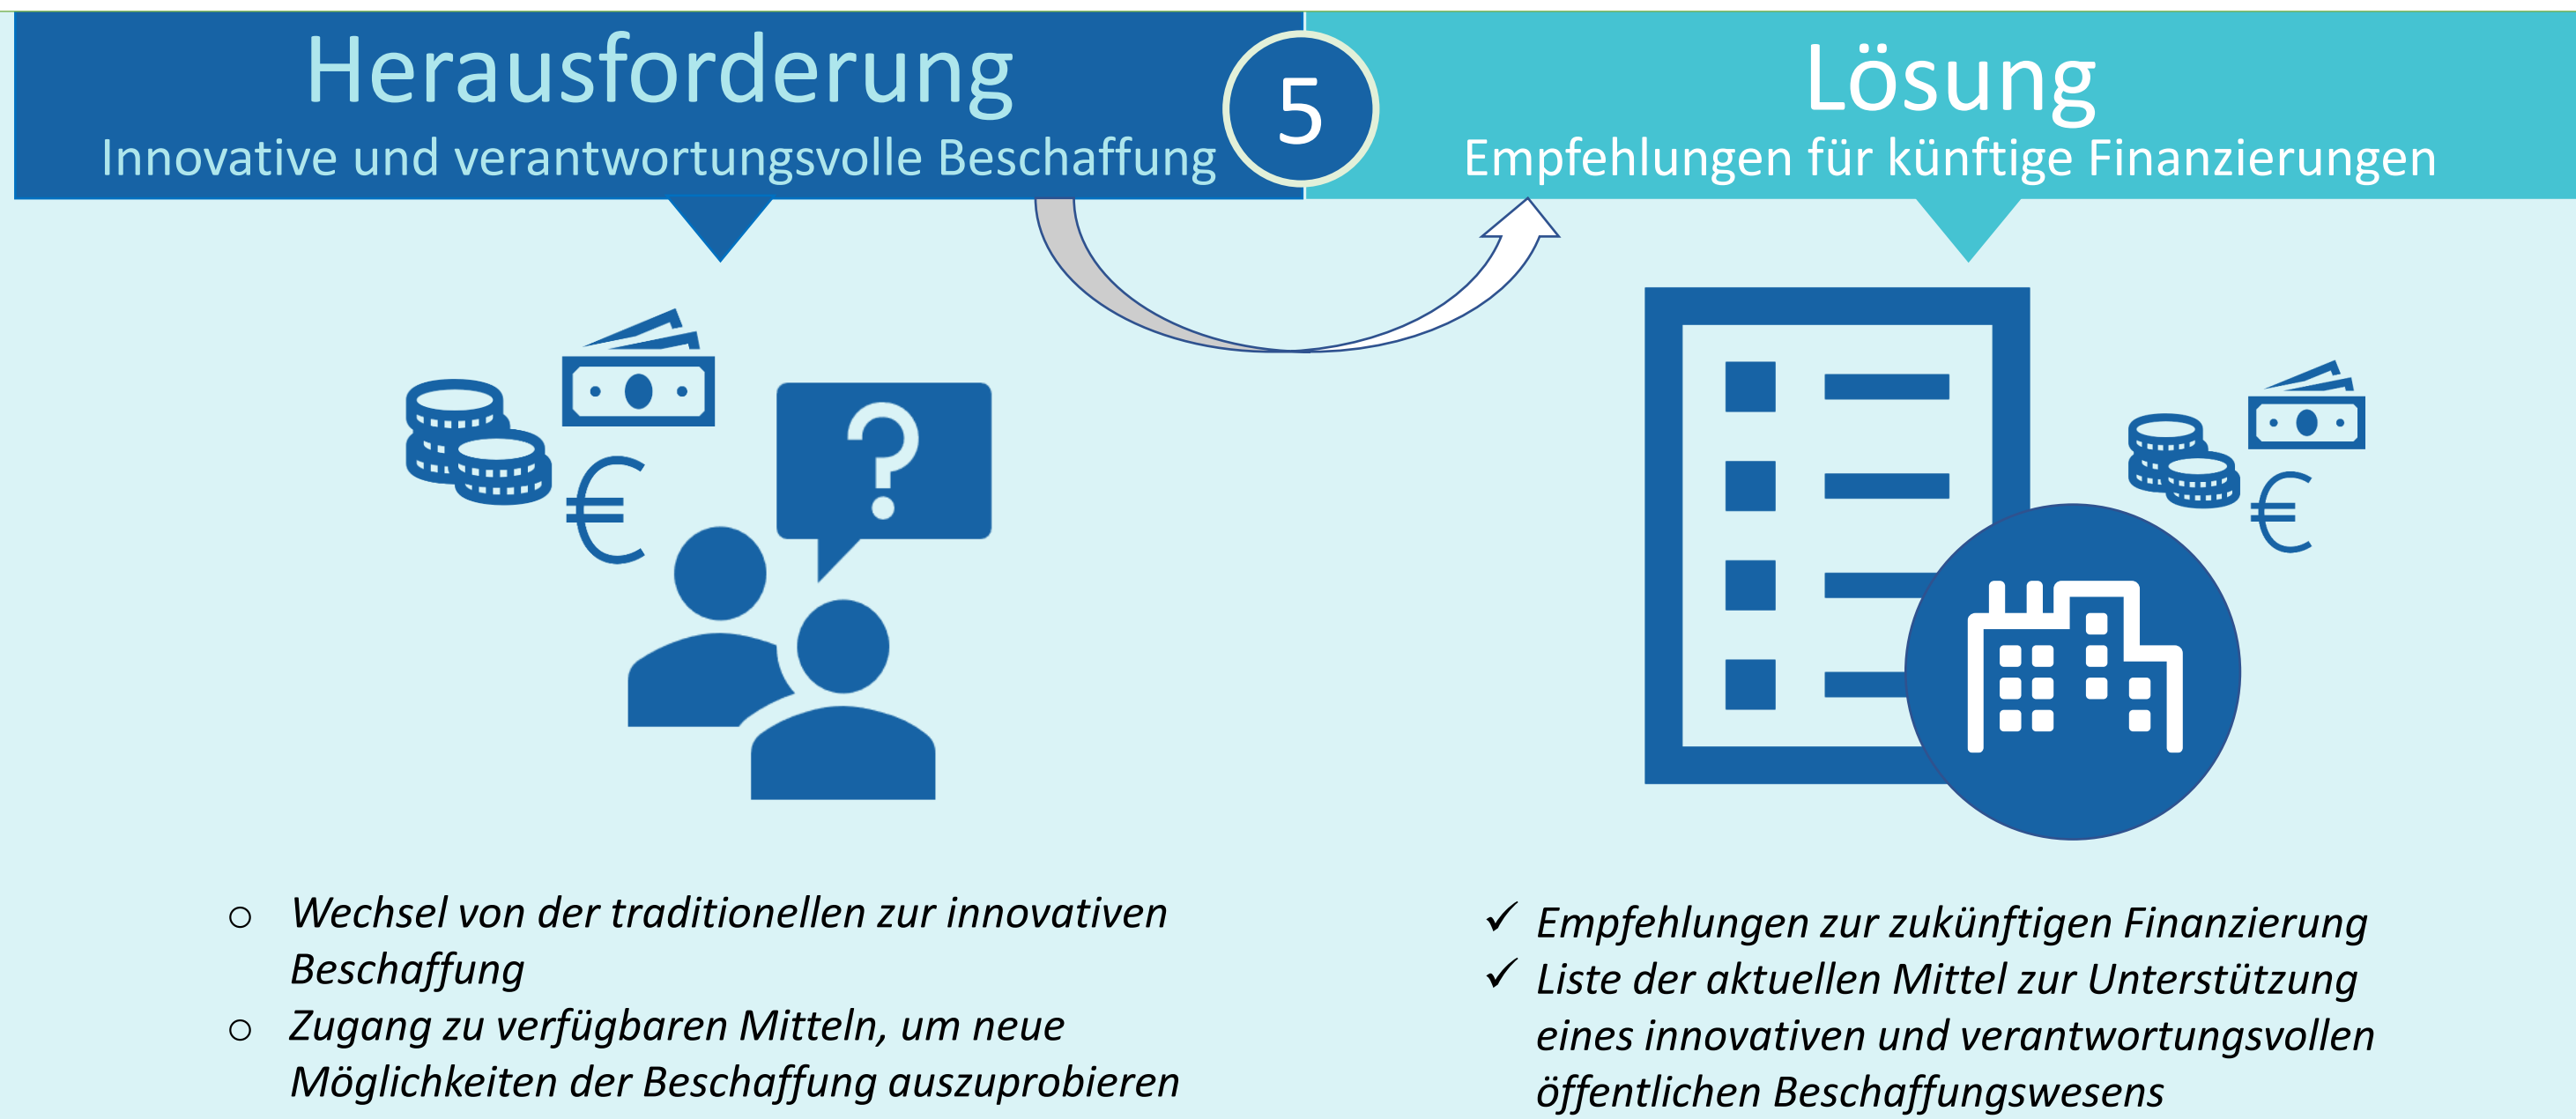 Herausforderung
Innovative und verantwortungsvolle Beschaffung
5
Lösung
Empfehlungen für künftige Finanzierungen
?
€
€
o Wechsel von der traditionellen zur innovativen
Beschaffung
o Zugang zu verfügbaren Mitteln, um neue
Möglichkeiten der Beschaffung auszuprobieren
✓ Empfehlungen zur zukünftigen Finanzierung
✓ Liste der aktuellen Mittel zur Unterstützung
eines innovativen und verantwortungsvollen
öffentlichen Beschaffungswesens